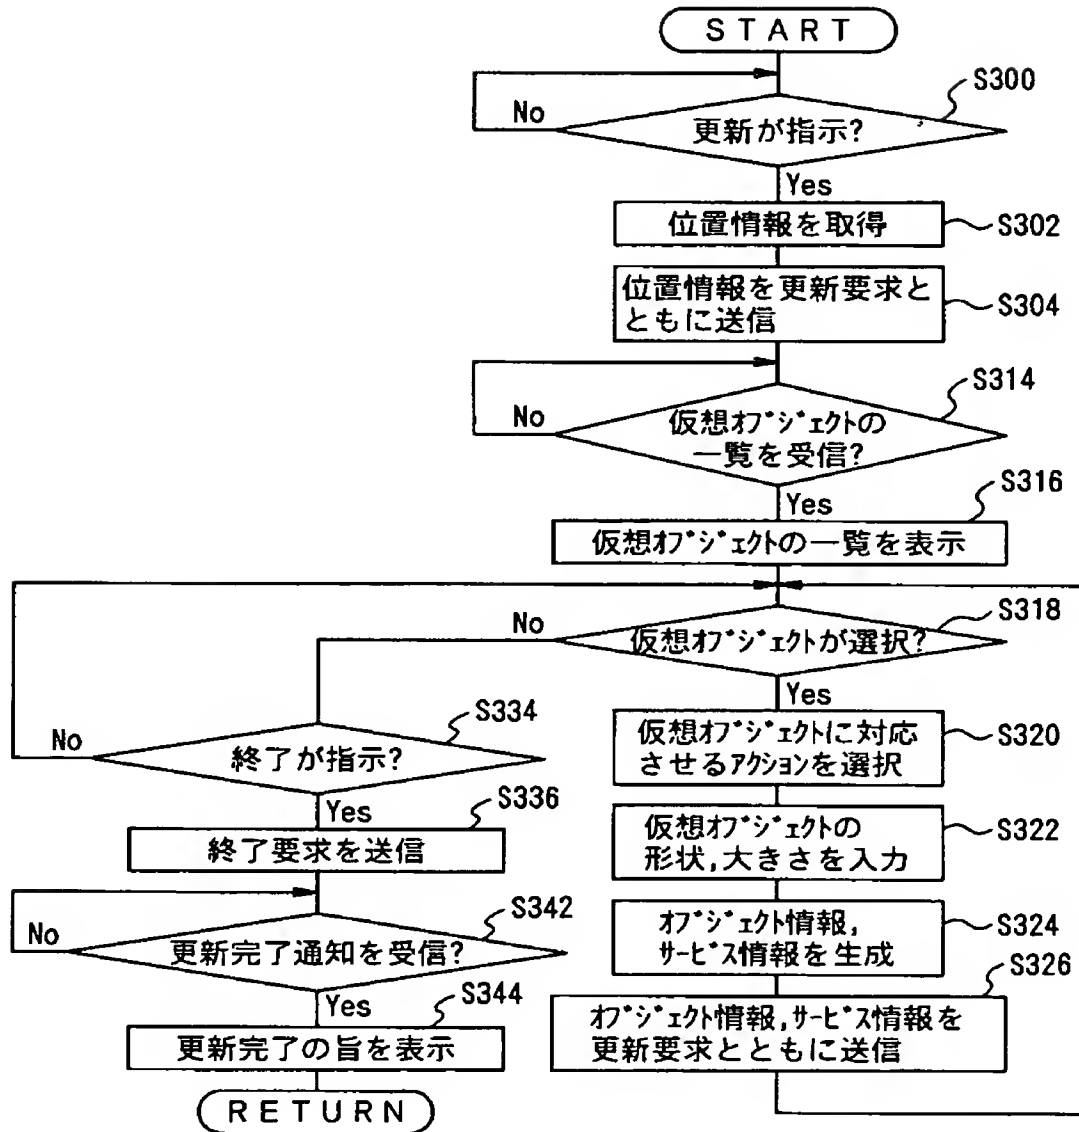 START
S300
更新が指示?
No
Yes
位置情報を取得
S302
位置情報を更新要求と
ともに送信
S304
S314
仮想オブジェクトの
一覧を受信?
No
Yes
S316
仮想オブジェクトの一覧を表示
S318
仮想オブジェクトが選択?
No
Yes
仮想オブジェクトに対応
させるアクションを選択
S320
仮想オブジェクトの
形状,大きさを入力
S322
オブジェクト情報,
サービス情報を生成
S324
S326
オブジェクト情報,サービス情報を
更新要求とともに送信
S334
終了が指示?
No
Yes
S336
終了要求を送信
S342
更新完了通知を受信?
No
Yes
S344
更新完了の旨を表示
RETURN